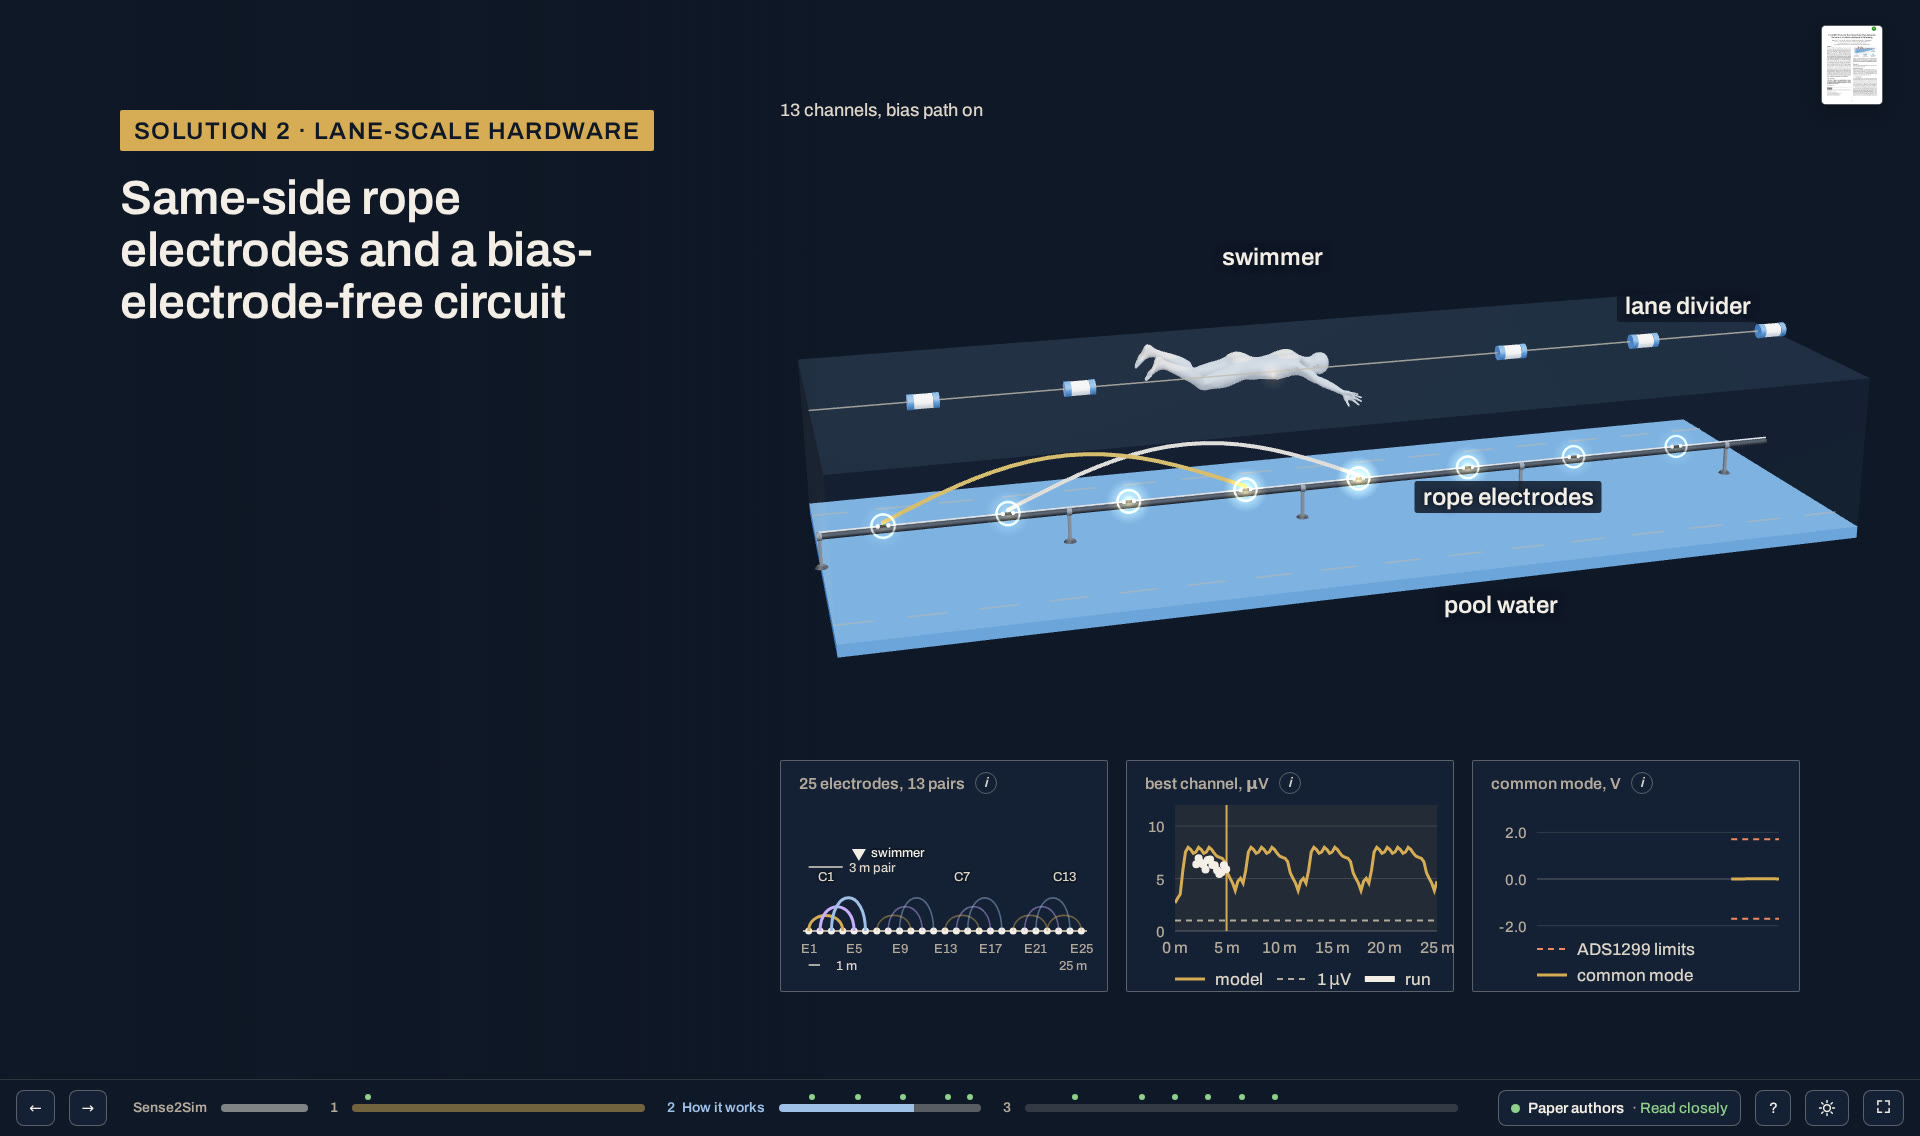 SOLUTION 2 · LANE-SCALE HARDWARE
Same-side rope
electrodes and a bias-
electrode-free circuit
13 channels, bias path on
swimmer
lane divider
rope electrodes
pool water
25 electrodes, 13 pairs i
swimmer
3 m pair
C1 C7 C13
E1 E5 E9 E13 E17 E21 E25
1 m 25 m
best channel, µV i
10
5
0
0 m 5 m 10 m 15 m 20 m 25 m
model 1 µV run
common mode, V i
2.0
0.0
-2.0
ADS1299 limits
common mode
← → Sense2Sim 1 2 How it works 3 Paper authors · Read closely ?